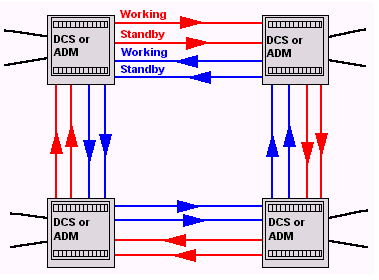 Working
DCS or
ADM
Standby
Working
Standby
DCS or
ADM
DCS or
ADM
DCS or
ADM